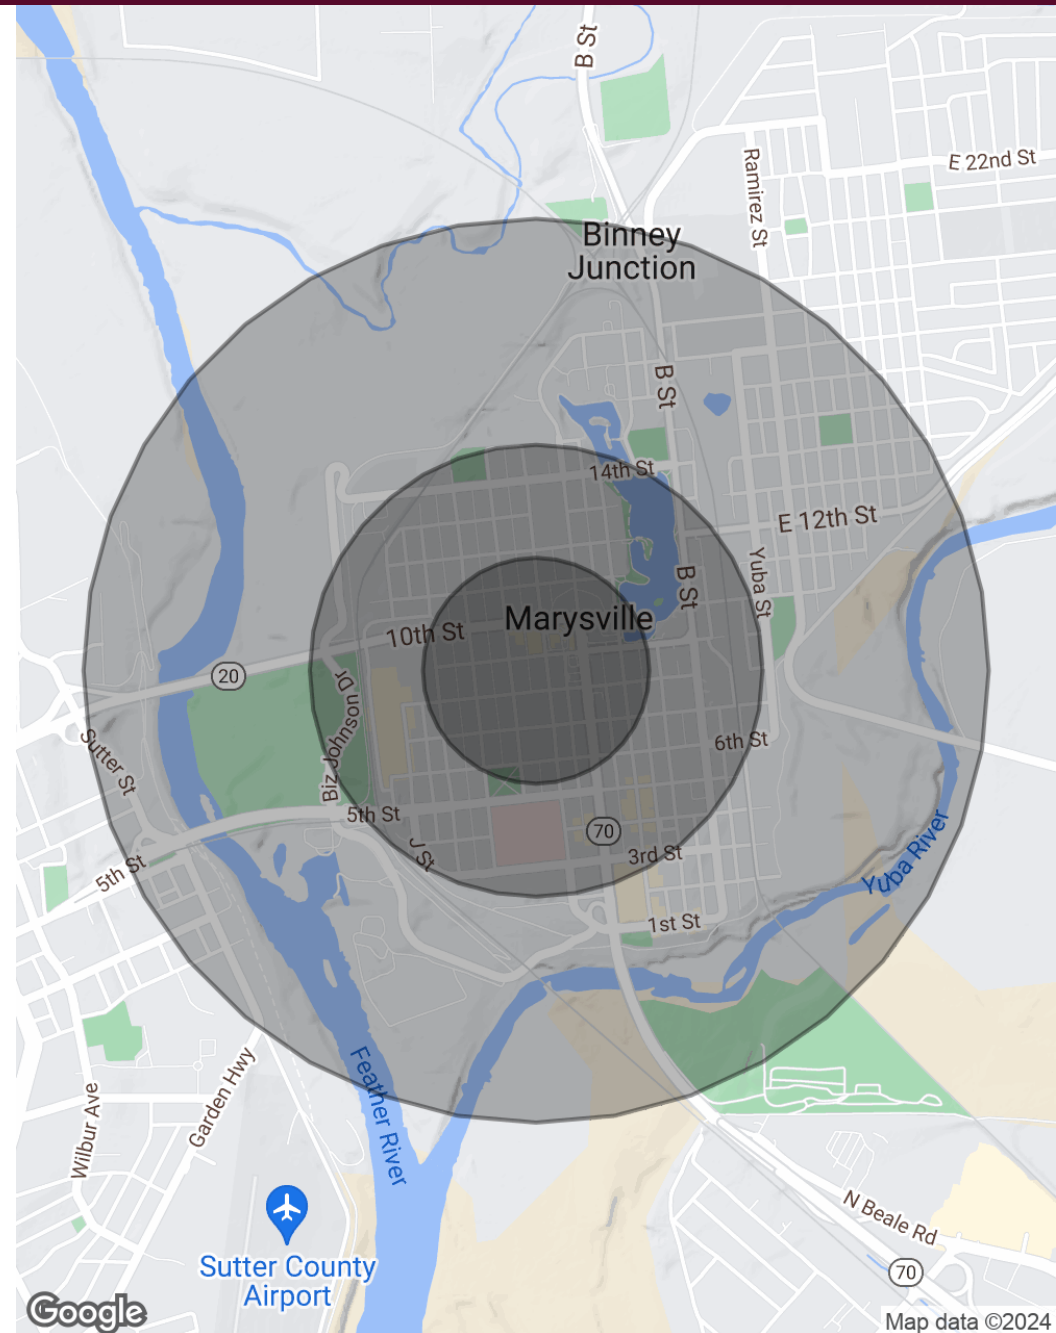 B St
E 22nd St
Ramirez St
Binney
Junction
B St
14th St
E 12th St
Yuba St
B St
Marysville
10th St
20
Biz Johnson Dr
Sutter St
6th St
5th St
70
J St
3rd St
5th St
Yuba River
1st St
Feather River
Garden Hwy
Wilbur Ave
N Beale Rd
Sutter County
Airport
70
Google
Map data ©2024